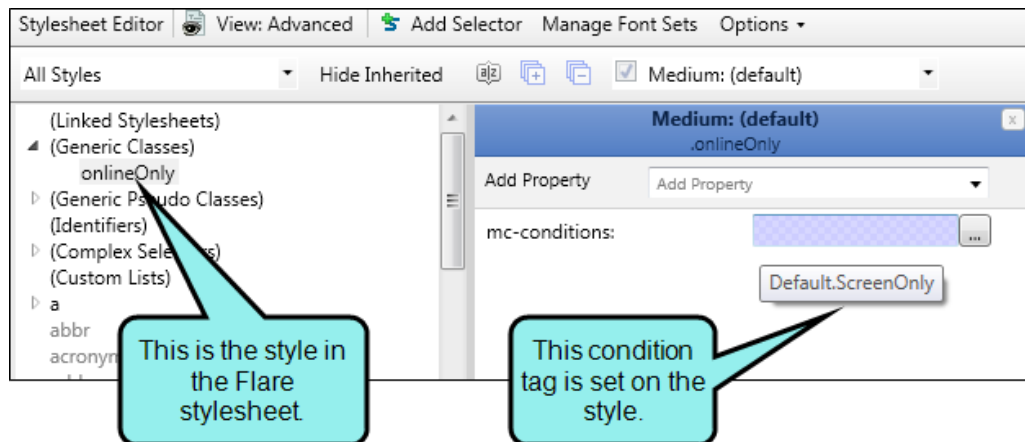 Stylesheet Editor View: Advanced Add Selector Manage Font Sets Options
All Styles Hide Inherited a z Medium: (default)
(Linked Stylesheets)
(Generic Classes)
onlineOnly
(Generic Pseudo Classes)
(Identifiers)
(Complex Selectors)
(Custom Lists)
a
abbr
acronym
Medium: (default)
.onlineOnly
x
Add Property Add Property
mc-conditions: ...
Default.ScreenOnly
This is the style in
the Flare
stylesheet.
This condition
tag is set on the
style.